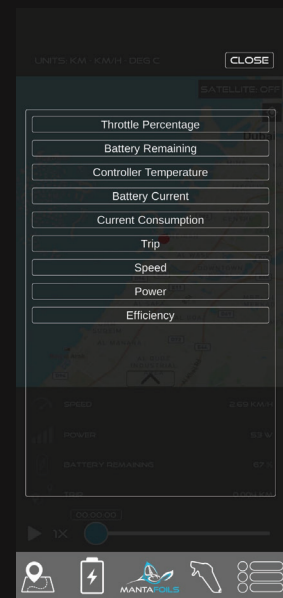 UNITS: KM KM-H DEG C
CLOSE
SATELLITE: OFF
Throttle Percentage
Battery Remaining
Controller Temperature
Battery Current
Current Consumption
Trip
Speed
Power
Efficiency
SPEED
POWER
BATTERY REMAINING
TRIP
00:00:00
1X
MANTAFOILS